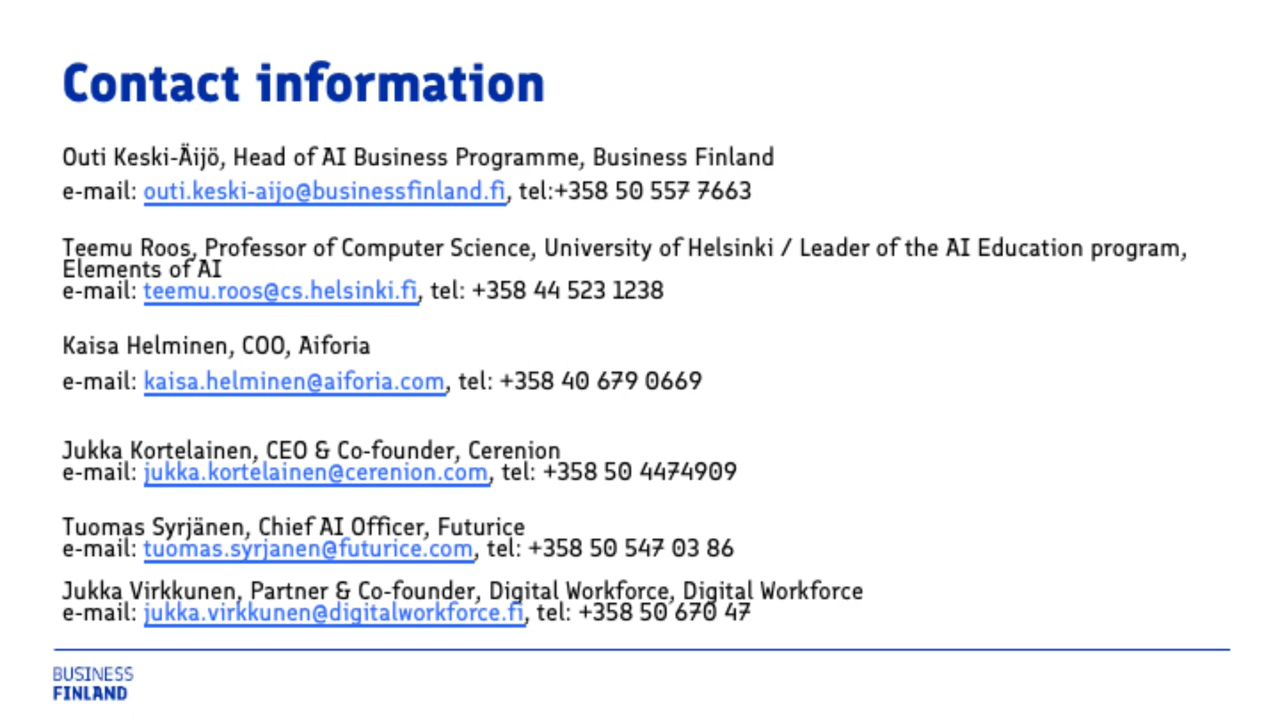 Contact information
Outi Keski-Äijö, Head of AI Business Programme, Business Finland
e-mail: outi.keski-aijo@businessfinland.fi, tel:+358 50 557 7663
Teemu Roos, Professor of Computer Science, University of Helsinki / Leader of the AI Education program,
Elements of AI
e-mail: teemu.roos@cs.helsinki.fi, tel: +358 44 523 1238
Kaisa Helminen, COO, Aiforia
e-mail: kaisa.helminen@aiforia.com, tel: +358 40 679 0669
Jukka Kortelainen, CEO & Co-founder, Cerenion
e-mail: jukka.kortelainen@cerenion.com, tel: +358 50 4474909
Tuomas Syrjänen, Chief AI Officer, Futurice
e-mail: tuomas.syrjanen@futurice.com, tel: +358 50 547 03 86
Jukka Virkkunen, Partner & Co-founder, Digital Workforce, Digital Workforce
e-mail: jukka.virkkunen@digitalworkforce.fi, tel: +358 50 670 47
BUSINESS
FINLAND